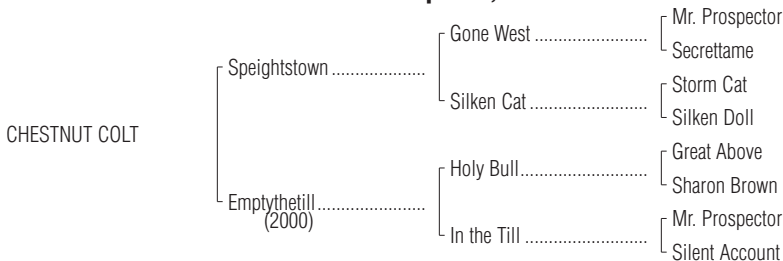 Mr. Prospector
Gone West ....................
Secrettame
Speightstown ....................
Storm Cat
Silken Cat ....................
Silken Doll
CHESTNUT COLT
Great Above
Holy Bull....................
Sharon Brown
Emptythetill....................
(2000)
Mr. Prospector
In the Till ....................
Silent Account